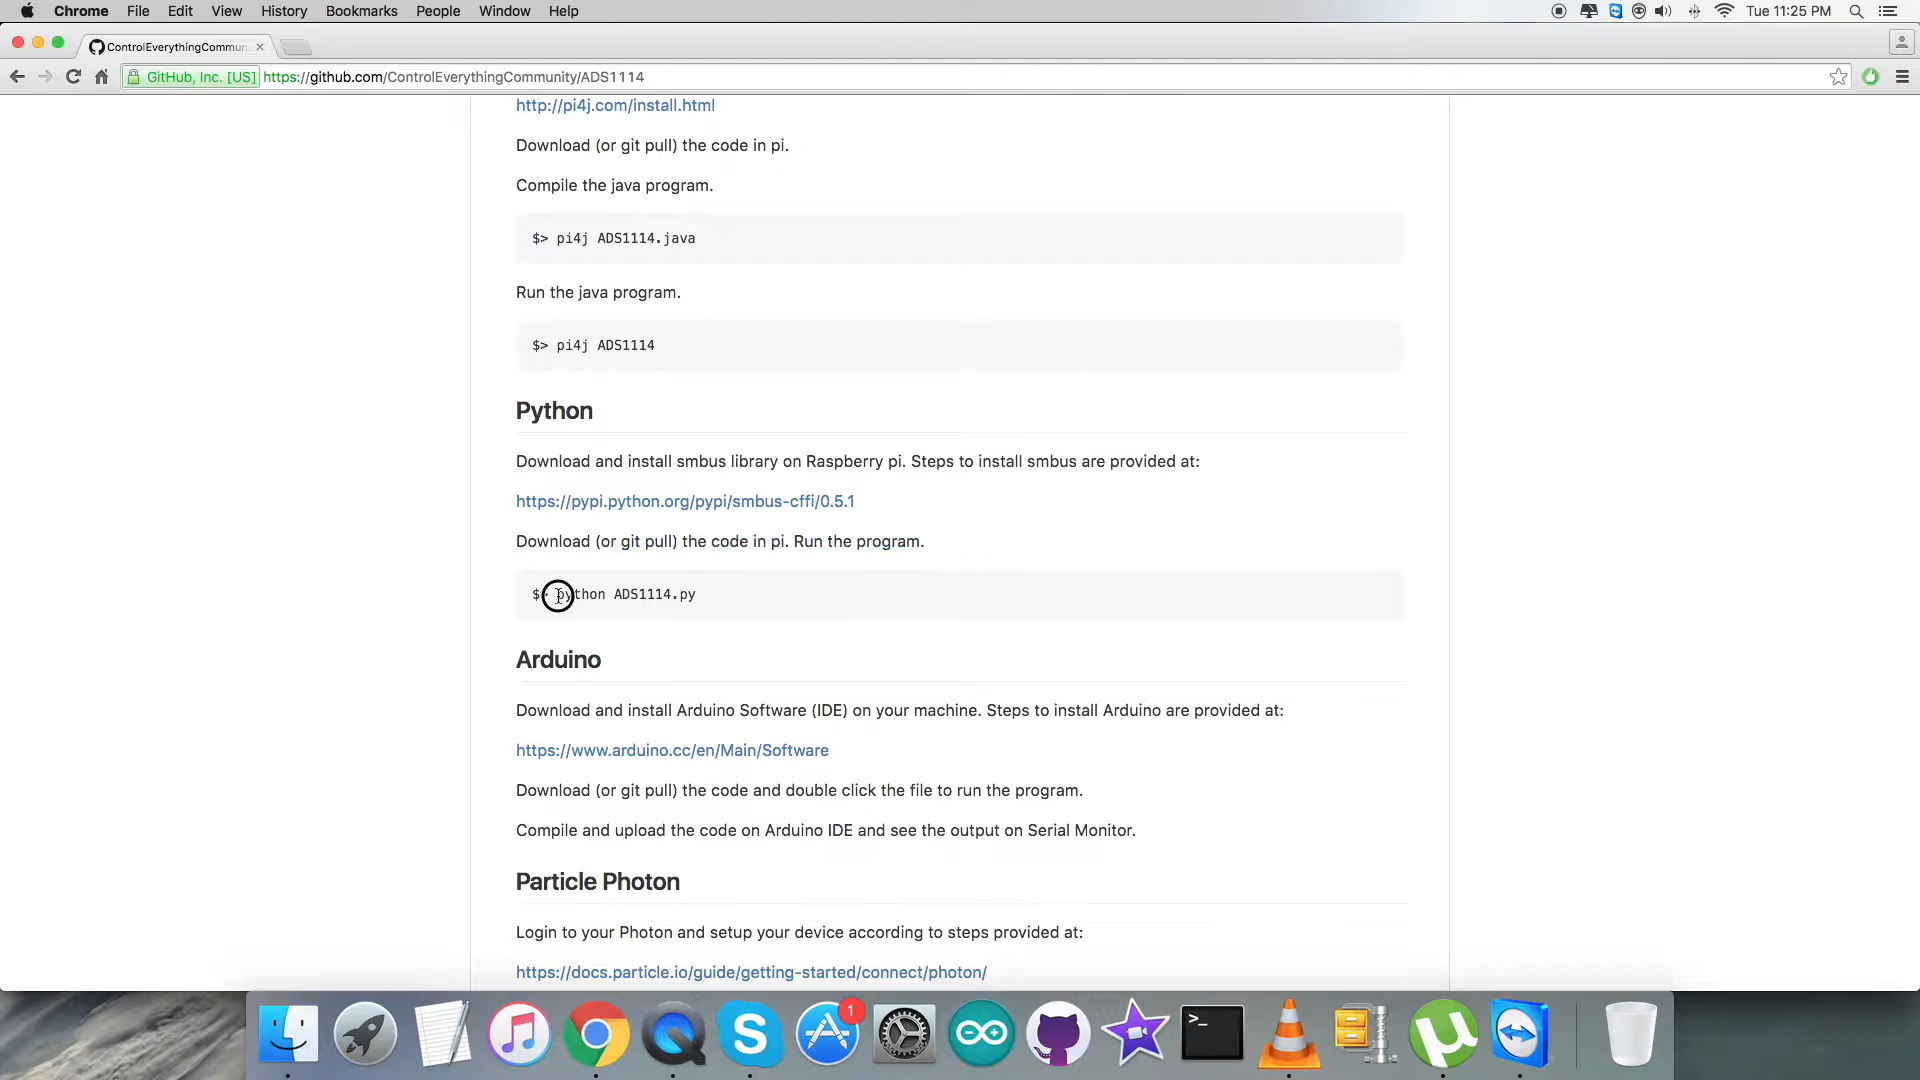 Chrome File Edit View History Bookmarks People Window Help Tue 11:25 PM
ControlEverythingCommun
GitHub, Inc. [US] https://github.com/ControlEverythingCommunity/ADS1114
http://pi4j.com/install.html
Download (or git pull) the code in pi.
Compile the java program.
$> pi4j ADS1114.java
Run the java program.
$> pi4j ADS1114
Python
Download and install smbus library on Raspberry pi. Steps to install smbus are provided at:
https://pypi.python.org/pypi/smbus-cffi/0.5.1
Download (or git pull) the code in pi. Run the program.
$> python ADS1114.py
Arduino
Download and install Arduino Software (IDE) on your machine. Steps to install Arduino are provided at:
https://www.arduino.cc/en/Main/Software
Download (or git pull) the code and double click the file to run the program.
Compile and upload the code on Arduino IDE and see the output on Serial Monitor.
Particle Photon
Login to your Photon and setup your device according to steps provided at:
https://docs.particle.io/guide/getting-started/connect/photon/
S 1 >_ µ